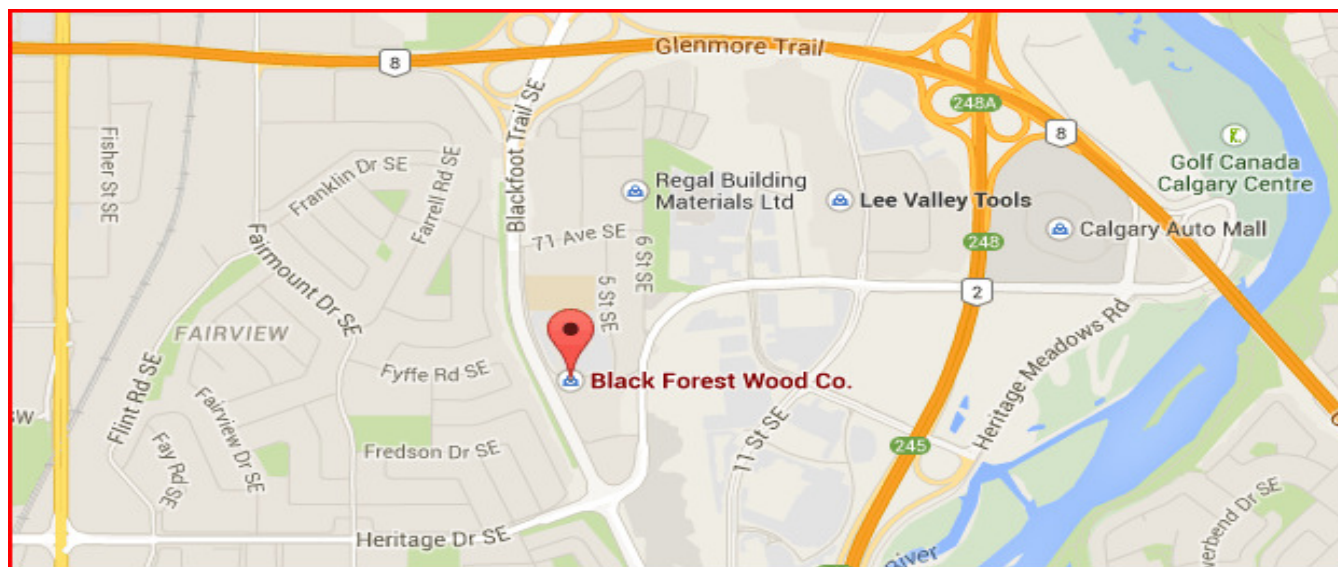 Glenmore Trail
8
Blackfoot Trail SE
248A
8
Fisher St SE
Franklin Dr SE
Farrell Rd SE
Golf Canada
Calgary Centre
Regal Building
Materials Ltd
Lee Valley Tools
Calgary Auto Mall
71 Ave SE
6 St SE
5 St SE
248
2
Fairmount Dr SE
FAIRVIEW
Flint Rd SE
Fyffe Rd SE
Black Forest Wood Co.
Heritage Meadows Rd
SW
Fay Rd SE
Fairview Dr SE
Fredson Dr SE
11 St SE
245
Heritage Dr SE
River
verbend Dr SE